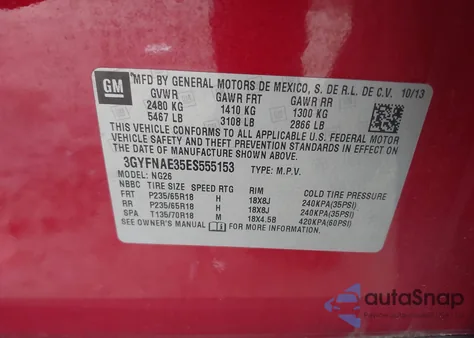 GM
MFD BY GENERAL MOTORS DE MEXICO, S. DE R.L. DE C.V. 10/13
GVWR GAWR FRT GAWR RR
2480 KG 1410 KG 1300 KG
5467 LB 3108 LB 2866 LB
THIS VEHICLE CONFORMS TO ALL APPLICABLE U.S. FEDERAL MOTOR
VEHICLE SAFETY, BUMPER, AND THEFT PREVENTION STANDARDS IN EFFECT ON
THE DATE OF MANUFACTURE SHOWN ABOVE.
3GYFNAE35ES555153 TYPE: M.P.V.
MODEL: NG26
NBBC TIRE SIZE SPEED RTG RIM COLD TIRE PRESSURE
FRT P235/65R18 H 18X8J 240KPA(35PSI)
RR P235/65R18 H 18X8J 240KPA(35PSI)
SPA T135/70R18 M 18X4.5B 420KPA(60PSI)
SEE OWNER'S MANUAL FOR MORE INFORMATION.
autoSnap